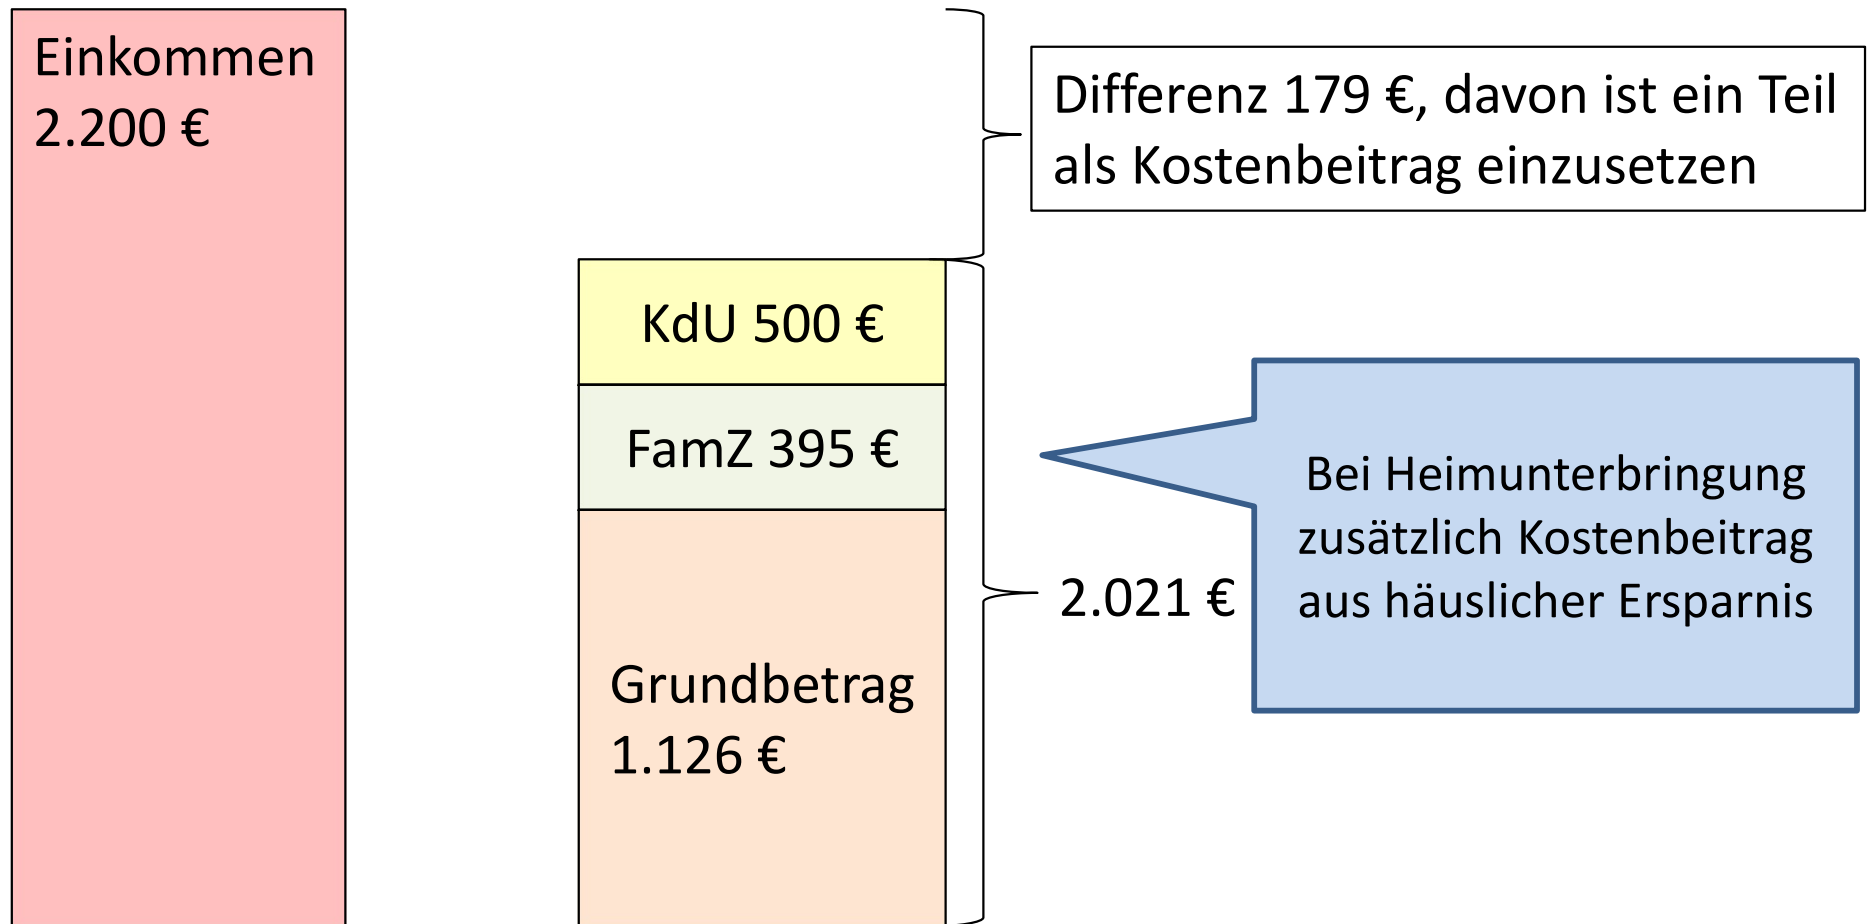 Einkommen
2.200 €
Differenz 179 €, davon ist ein Teil
als Kostenbeitrag einzusetzen
KdU 500 €
FamZ 395 €
Grundbetrag
1.126 €
2.021 €
Bei Heimunterbringung
zusätzlich Kostenbeitrag
aus häuslicher Ersparnis